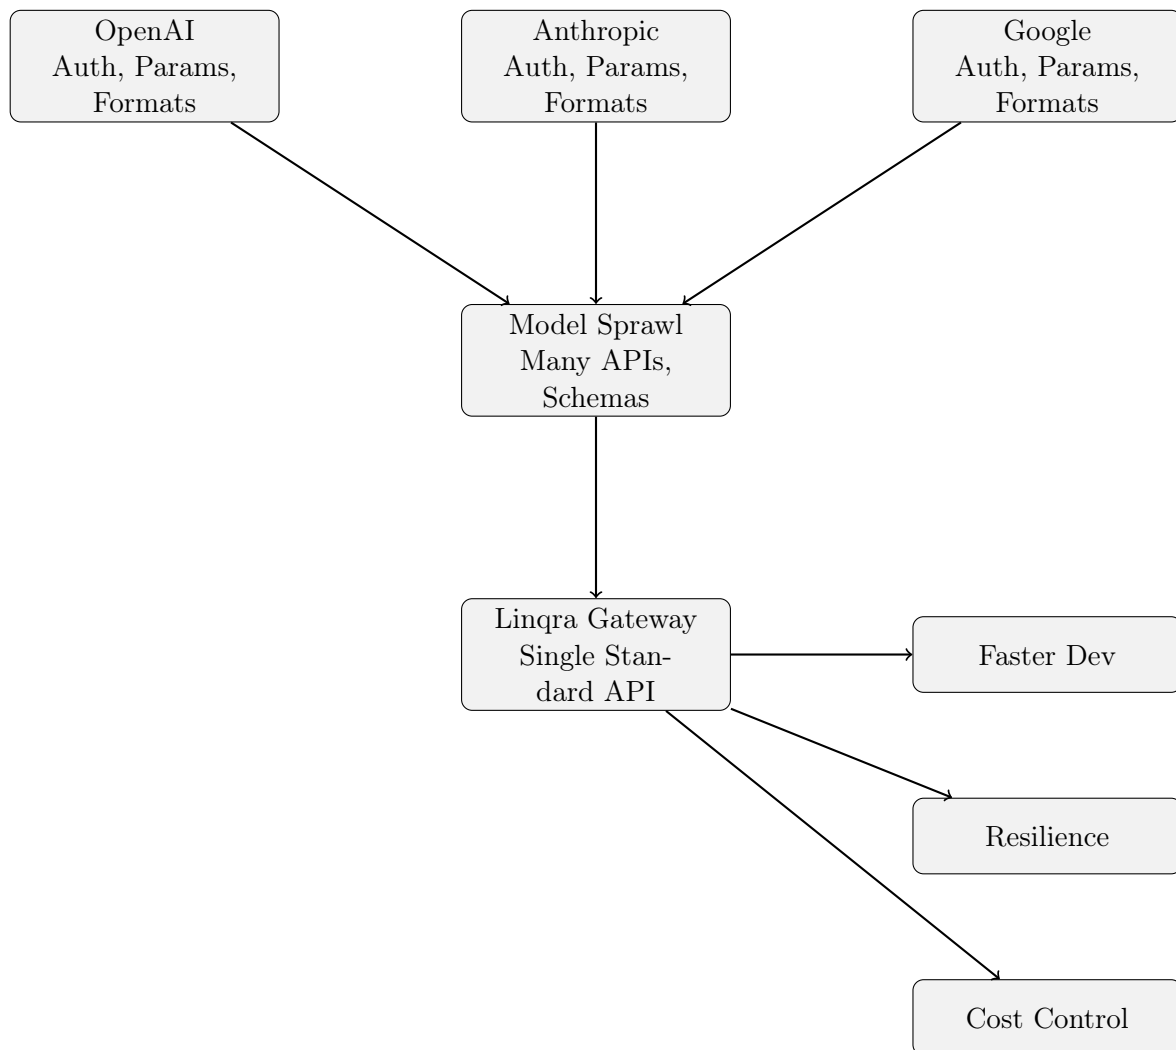 OpenAI
Auth, Params,
Formats
Anthropic
Auth, Params,
Formats
Google
Auth, Params,
Formats
Model Sprawl
Many APIs,
Schemas
Linqra Gateway
Single Stan-
dard API
Faster Dev
Resilience
Cost Control